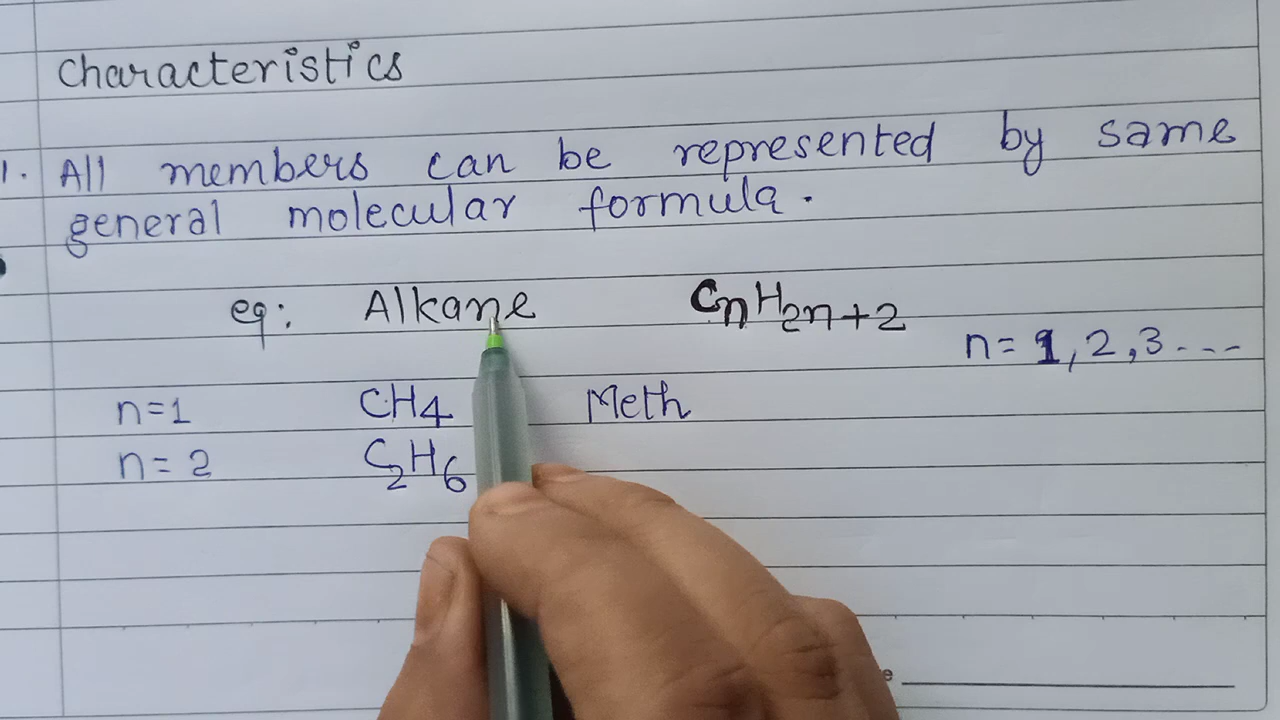 Characteristics
1. All members can be represented by same
general molecular formula.
eg: Alkane CnH2n+2
n= 1, 2, 3 ---
n=1 CH4 Meth
n= 2 C2H6